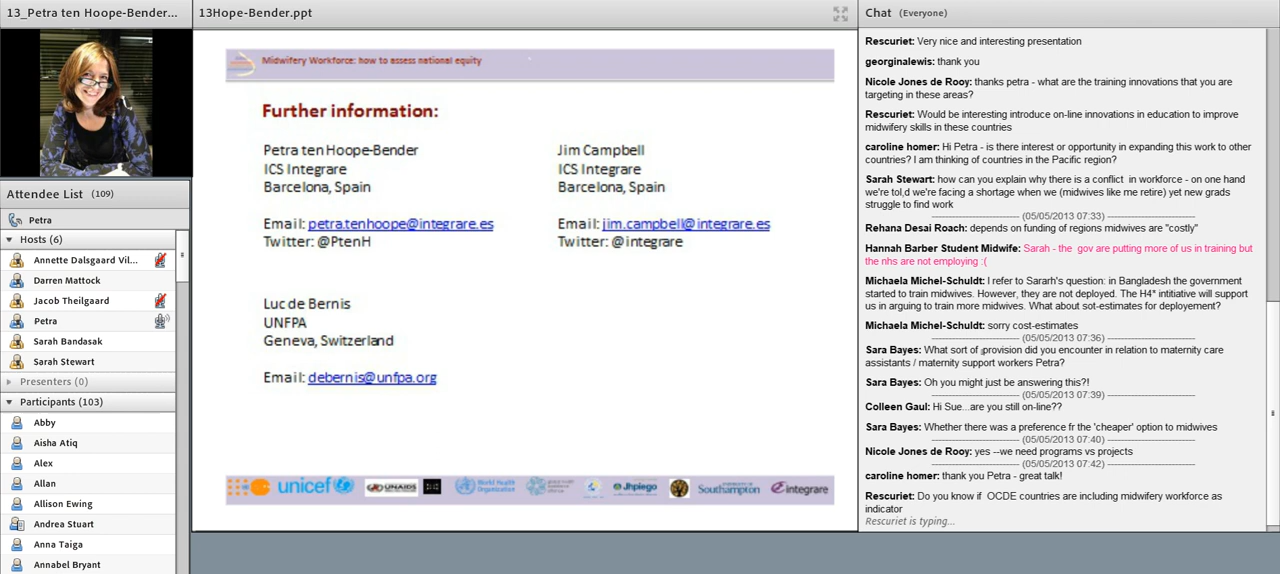 13_Petra ten Hoope-Bender...
13Hope-Bender.ppt
Chat (Everyone)
Midwifery Workforce: how to assess national equity
Further information:
Petra ten Hoope-Bender
ICS Integrare
Barcelona, Spain
Email: petra.tenhoope@integrare.es
Twitter: @PtenH
Jim Campbell
ICS Integrare
Barcelona, Spain
Email: jim.campbell@integrare.es
Twitter: @integrare
Luc de Bernis
UNFPA
Geneva, Switzerland
Email: debernis@unfpa.org
unicef
UNAIDS
World Health
Organization
Jhpiego
Southampton
integrare
Attendee List (109)
Petra
Hosts (6)
Annette Dalsgaard Vil...
Darren Mattock
Jacob Theilgaard
Petra
Sarah Bandasak
Sarah Stewart
Presenters (0)
Participants (103)
Abby
Aisha Atiq
Alex
Allan
Allison Ewing
Andrea Stuart
Anna Taiga
Annabel Bryant
Rescuriet: Very nice and interesting presentation
georginalewis: thank you
Nicole Jones de Rooy: thanks petra - what are the training innovations that you are
targeting in these areas?
Rescuriet: Would be interesting introduce on-line innovations in education to improve
midwifery skills in these countries
caroline homer: Hi Petra - is there interest or opportunity in expanding this work to other
countries? I am thinking of countries in the Pacific region?
Sarah Stewart: how can you explain why there is a conflict in workforce - on one hand
we're tol,d we're facing a shortage when we (midwives like me retire) yet new grads
struggle to find work
(05/05/2013 07:33)
Rehana Desai Roach: depends on funding of regions midwives are "costly"
Hannah Barber Student Midwife: Sarah - the gov are putting more of us in training but
the nhs are not employing :(
Michaela Michel-Schuldt: I refer to Sararh's question: in Bangladesh the government
started to train midwives. However, they are not deployed. The H4* intitiative will support
us in arguing to train more midwives. What about sot-estimates for deployement?
Michaela Michel-Schuldt: sorry cost-estimates
(05/05/2013 07:36)
Sara Bayes: What sort of provision did you encounter in relation to maternity care
assistants / maternity support workers Petra?
Sara Bayes: Oh you might just be answering this?!
(05/05/2013 07:39)
Colleen Gaul: Hi Sue...are you still on-line??
Sara Bayes: Whether there was a preference fr the 'cheaper' option to midwives
(05/05/2013 07:40)
Nicole Jones de Rooy: yes --we need programs vs projects
(05/05/2013 07:42)
caroline homer: thank you Petra - great talk!
Rescuriet: Do you know if OCDE countries are including midwifery workforce as
indicator
Rescuriet is typing...